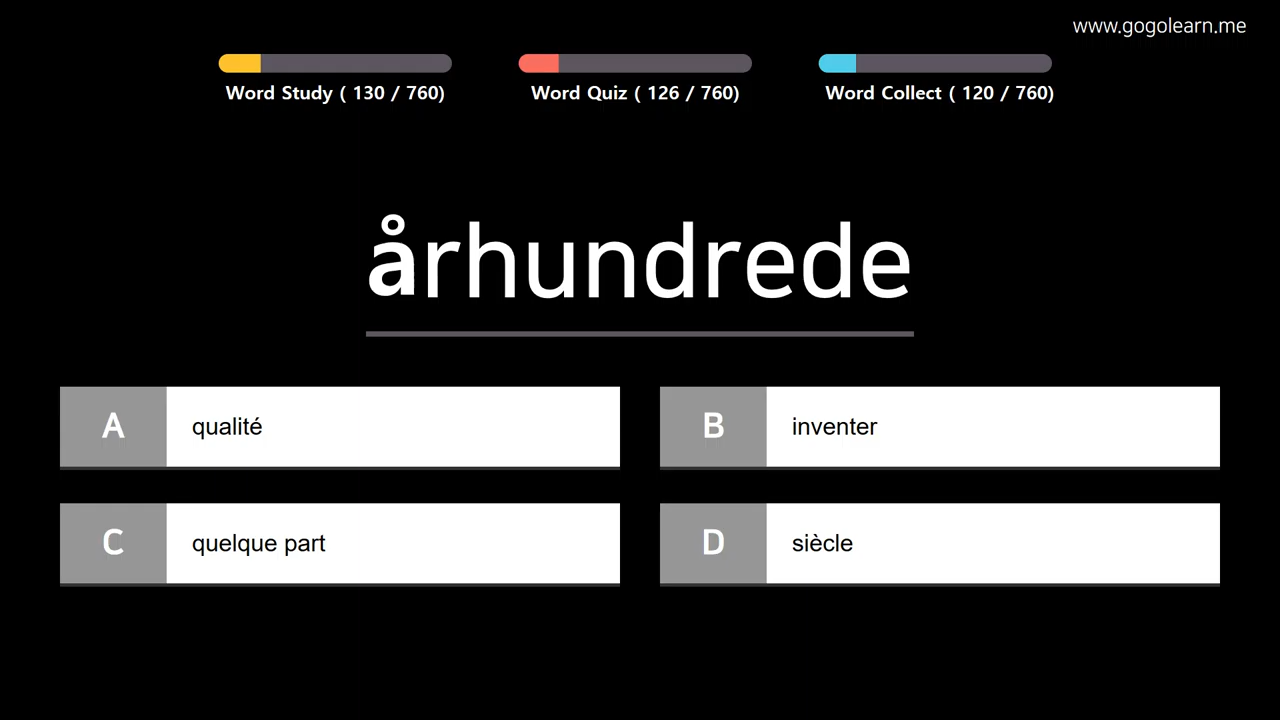 www.gogolearn.me
Word Study ( 130 / 760)
Word Quiz ( 126 / 760)
Word Collect ( 120 / 760)
århundrede
A qualité
B inventer
C quelque part
D siècle